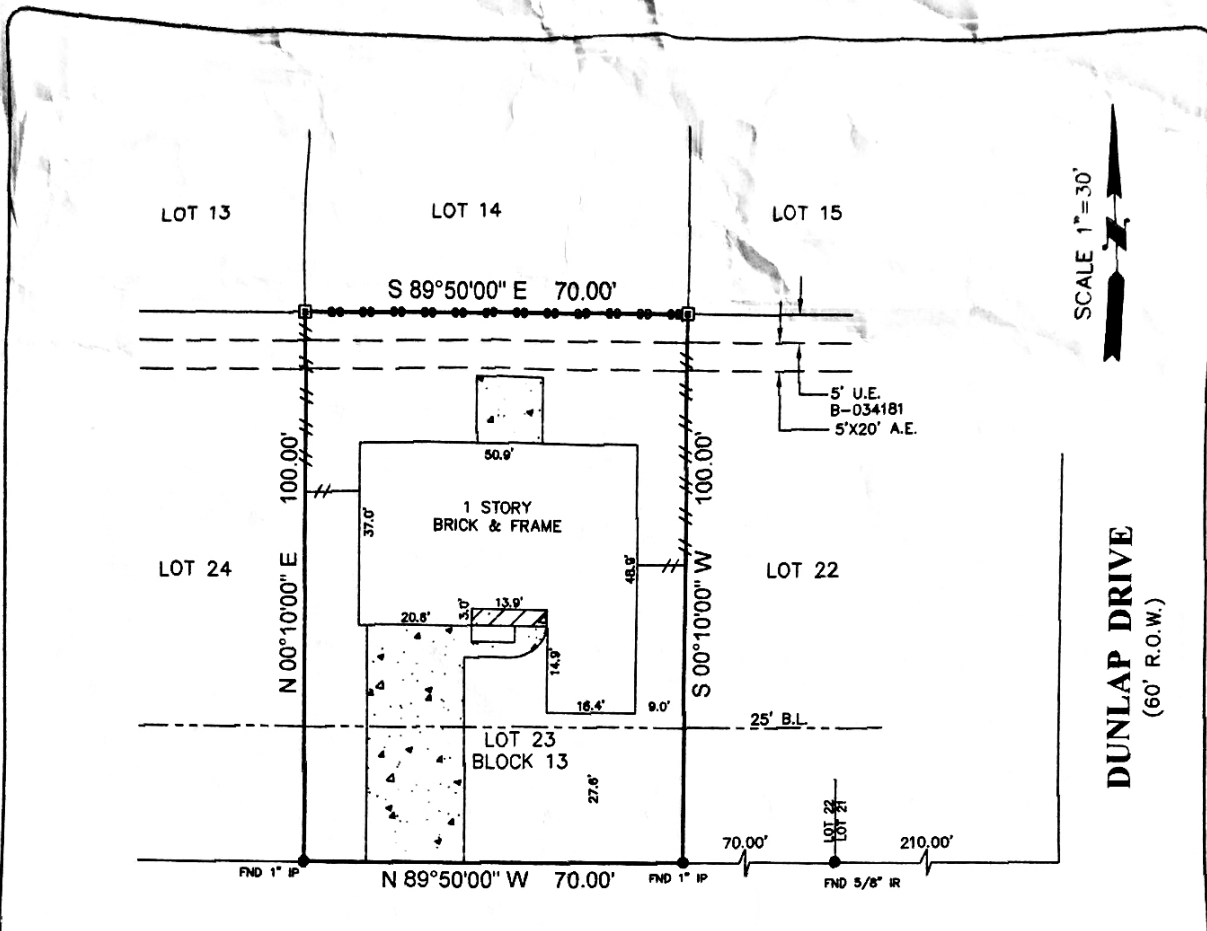 LOT 13
LOT 14
LOT 15
SCALE 1"=30'
S 89°50'00" E 70.00'
5' U.E.
B-034181
5'X20' A.E.
N 00°10'00" E 100.00'
S 00°10'00" W 100.00'
50.9'
1 STORY
BRICK & FRAME
37.0'
48.9'
LOT 24
LOT 22
20.6'
3.0'
13.9'
14.9'
16.4'
9.0'
25' B.L.
LOT 23
BLOCK 13
27.6'
DUNLAP DRIVE
(60' R.O.W.)
LOT 22
LOT 21
70.00'
210.00'
FND 1" IP
N 89°50'00" W 70.00'
FND 1" IP
FND 5/8" IR